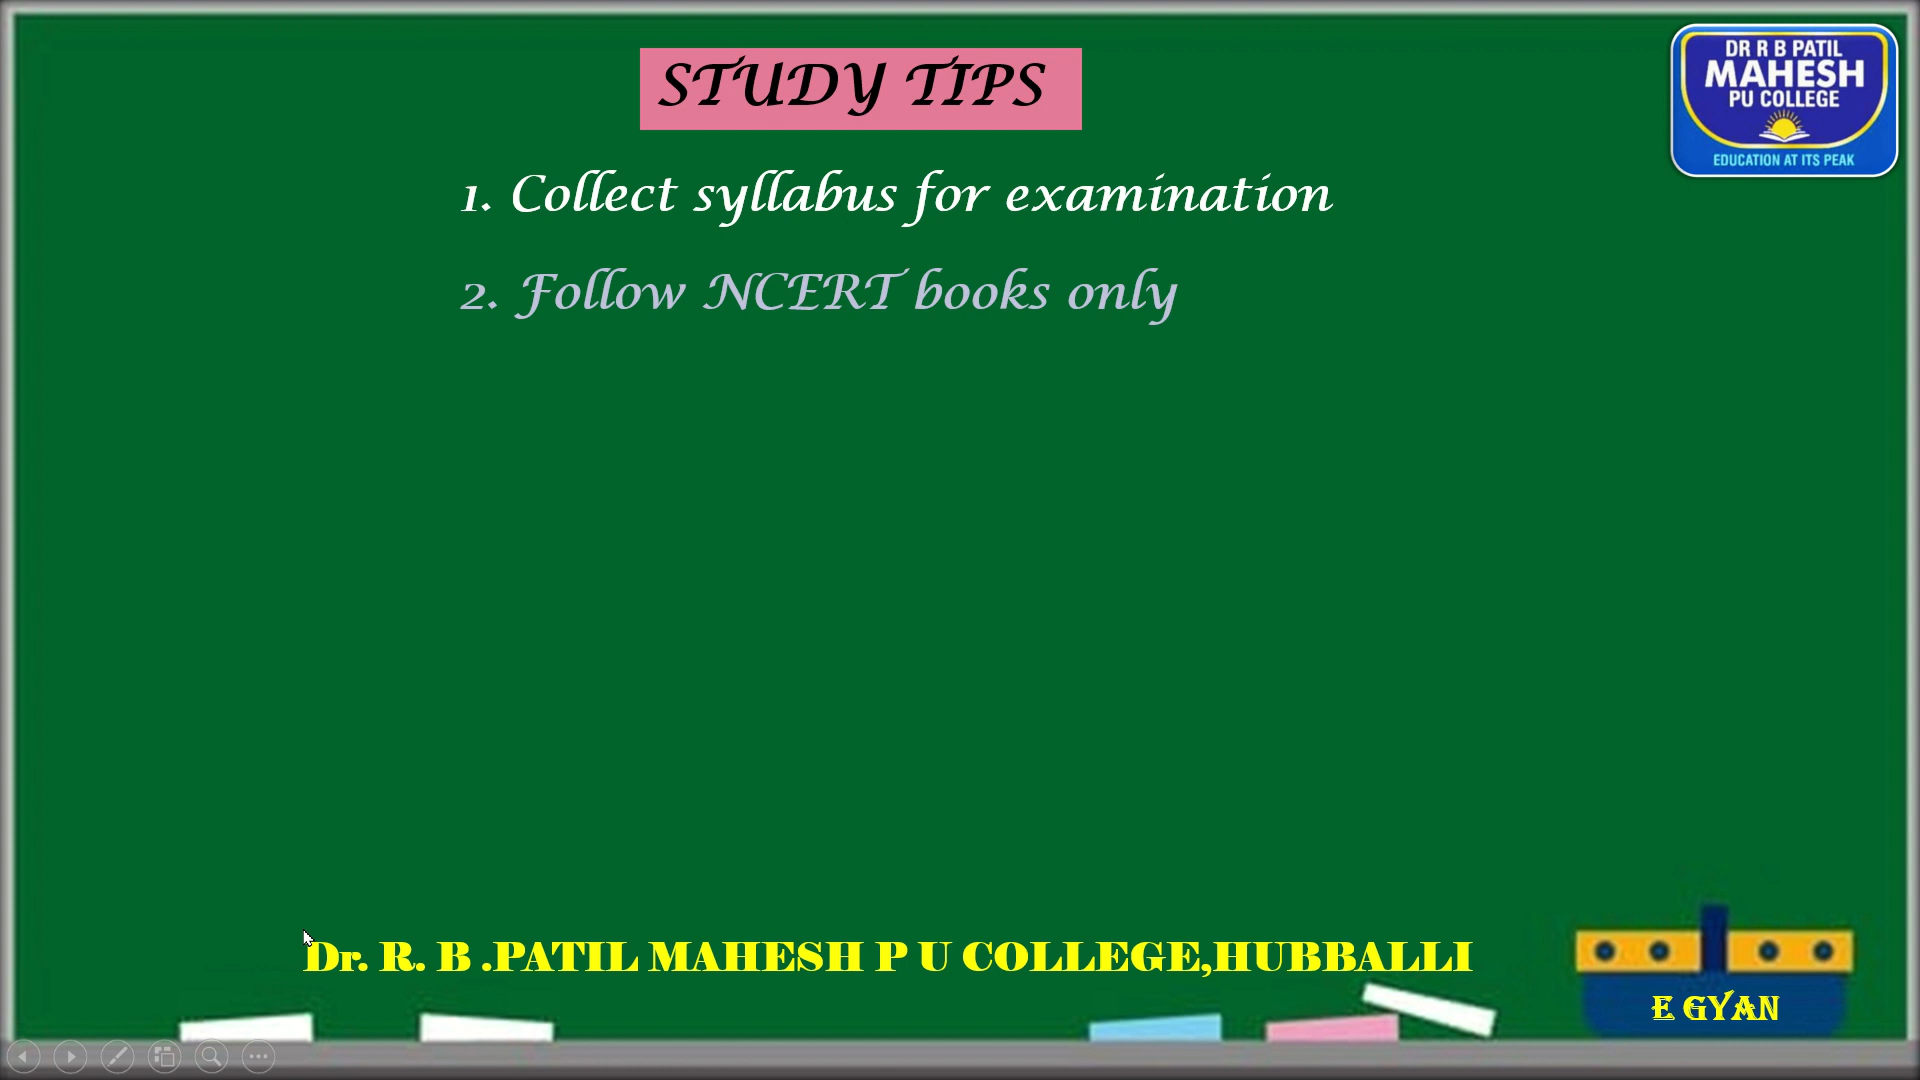 STUDY TIPS
DR R B PATIL
MAHESH
PU COLLEGE
EDUCATION AT ITS PEAK
1. Collect syllabus for examination
2. Follow NCERT books only
Dr. R. B .PATIL MAHESH P U COLLEGE,HUBBALLI
E GYAN